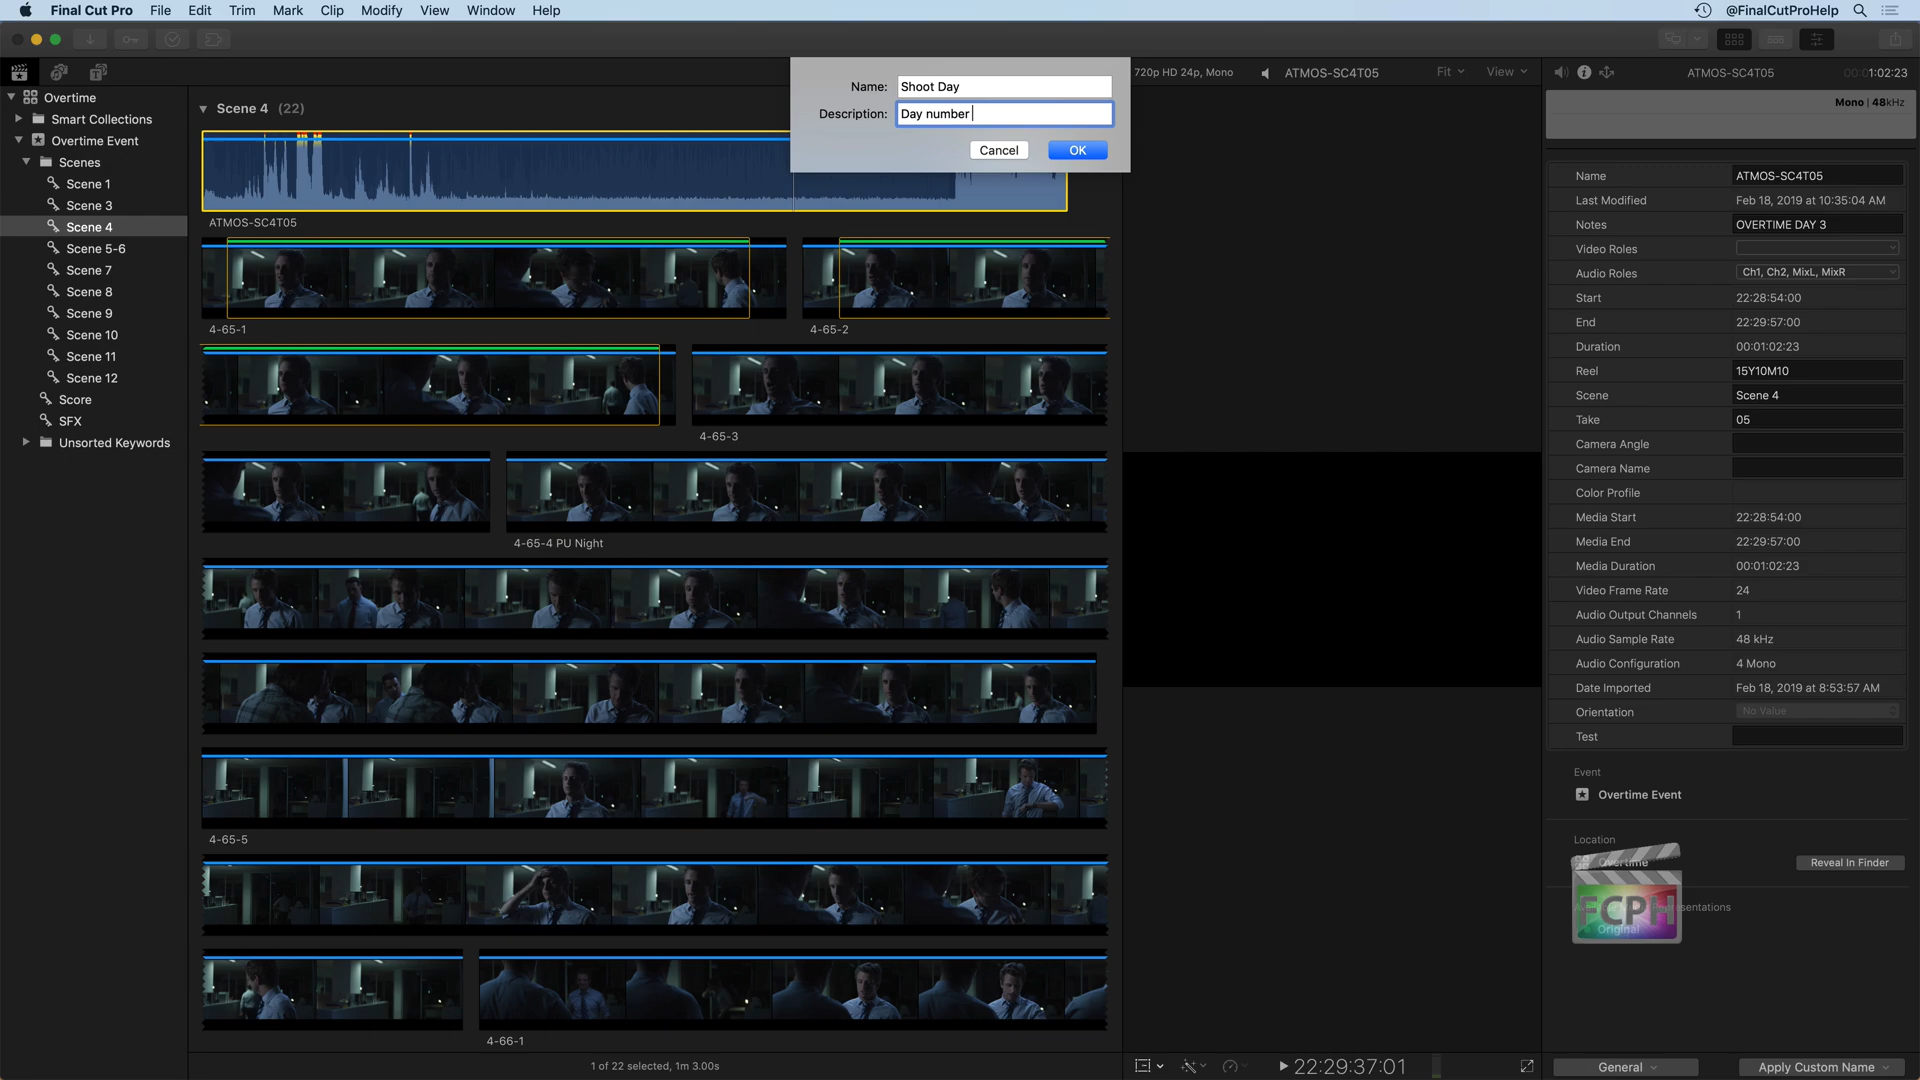 Final Cut Pro File Edit Trim Mark Clip Modify View Window Help
@FinalCutProHelp
Name: Shoot Day
Description: Day number
Cancel OK
720p HD 24p, Mono
ATMOS-SC4T05
Fit
View
ATMOS-SC4T05
00:01:02:23
Mono | 48kHz
Overtime
Smart Collections
Overtime Event
Scenes
Scene 1
Scene 3
Scene 4
Scene 5-6
Scene 7
Scene 8
Scene 9
Scene 10
Scene 11
Scene 12
Score
SFX
Unsorted Keywords
Scene 4 (22)
ATMOS-SC4T05
4-65-1
4-65-2
4-65-3
4-65-4 PU Night
4-65-5
4-66-1
1 of 22 selected, 1m 3.00s
22:29:37:01
Name ATMOS-SC4T05
Last Modified Feb 18, 2019 at 10:35:04 AM
Notes OVERTIME DAY 3
Video Roles
Audio Roles Ch1, Ch2, MixL, MixR
Start 22:28:54:00
End 22:29:57:00
Duration 00:01:02:23
Reel 15Y10M10
Scene Scene 4
Take 05
Camera Angle
Camera Name
Color Profile
Media Start 22:28:54:00
Media End 22:29:57:00
Media Duration 00:01:02:23
Video Frame Rate 24
Audio Output Channels 1
Audio Sample Rate 48 kHz
Audio Configuration 4 Mono
Date Imported Feb 18, 2019 at 8:53:57 AM
Orientation No Value
Test
Event
Overtime Event
Location
Overtime
Reveal In Finder
FCPH
Original
General
Apply Custom Name